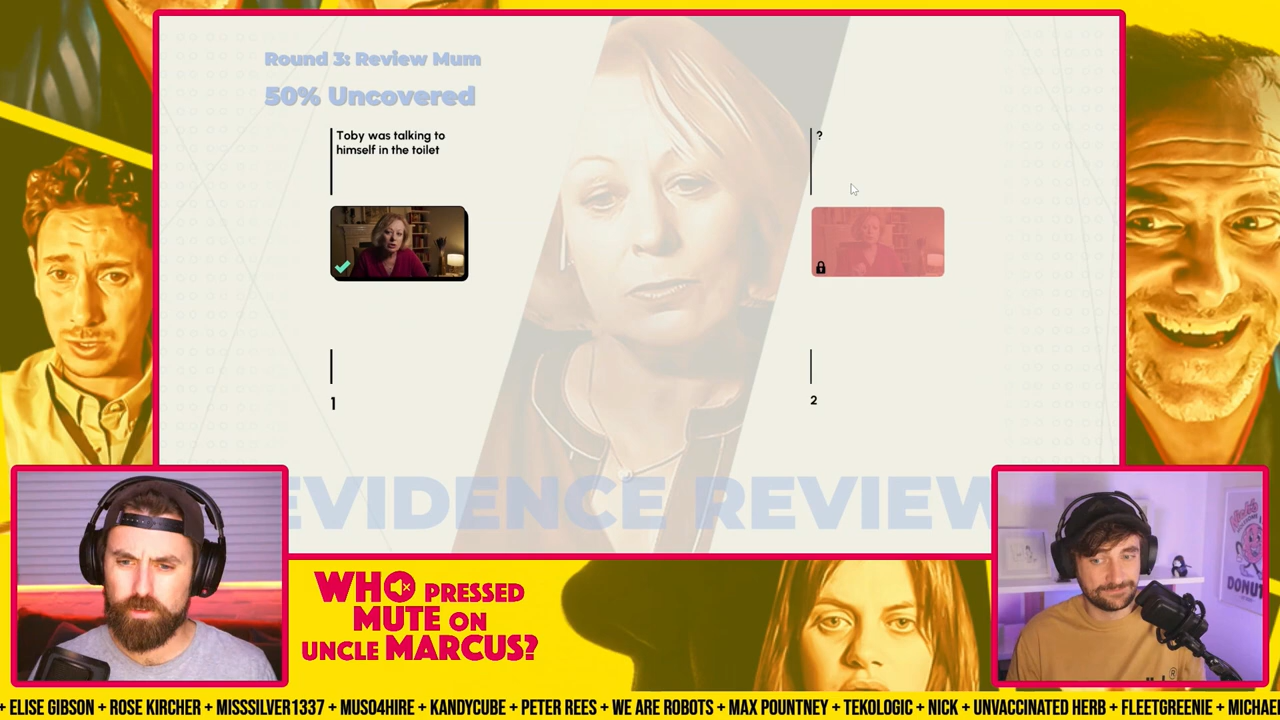 Round 3: Review Mum
50% Uncovered
Toby was talking to
himself in the toilet
?
1
2
EVIDENCE REVIEW
DONUT
WHO PRESSED
MUTE ON
UNCLE MARCUS?
+ ELISE GIBSON + ROSE KIRCHER + MISSSILVER1337 + MUSO4HIRE + KANDYCUBE + PETER REES + WE ARE ROBOTS + MAX POUNTNEY + TEKOLOGIC + NICK + UNVACCINATED HERB + FLEETGREENIE + MICHAE